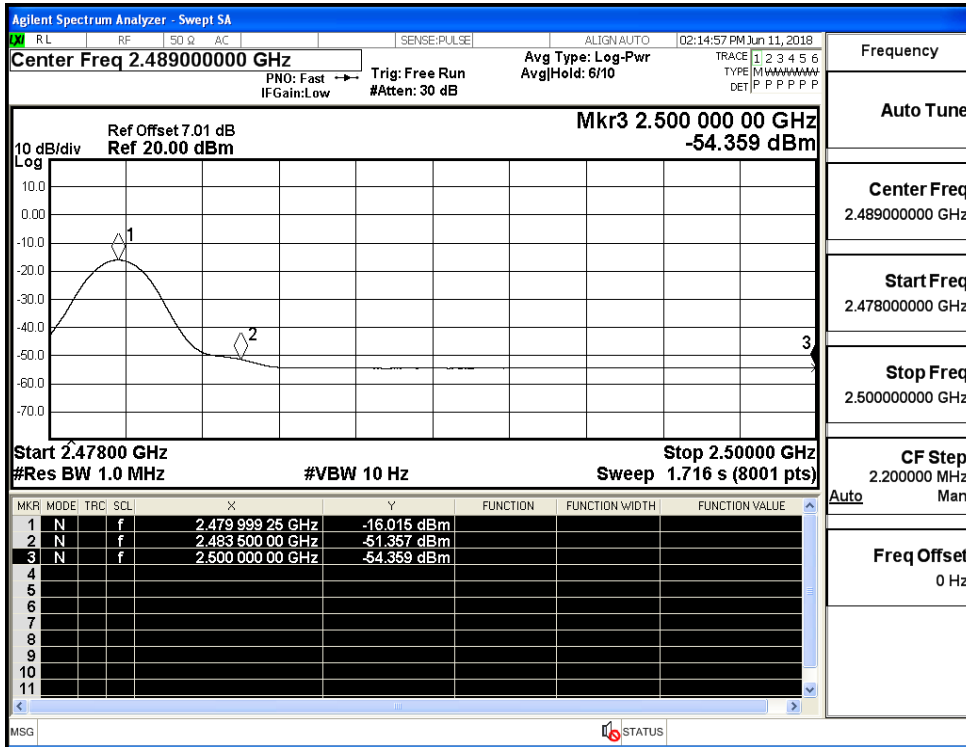 Agilent Spectrum Analyzer - Swept SA
LXI RL RF 50 Ω AC SENSE:PULSE ALIGN AUTO 02:14:57 PM Jun 11, 2018
Center Freq 2.489000000 GHz
PNO: Fast
IFGain:Low
Trig: Free Run
#Atten: 30 dB
Avg Type: Log-Pwr
Avg|Hold: 6/10
TRACE 1 2 3 4 5 6
TYPE M WWWWW
DET P P P P P P
Frequency
Auto Tune
Center Freq
2.489000000 GHz
Start Freq
2.478000000 GHz
Stop Freq
2.500000000 GHz
CF Step
2.200000 MHz
Auto Man
Freq Offset
0 Hz
Mkr3 2.500 000 00 GHz
-54.359 dBm
Ref Offset 7.01 dB
10 dB/div Ref 20.00 dBm
Log
10.0
0.00
-10.0
-20.0
-30.0
-40.0
-50.0
-60.0
-70.0
1
2
3
Start 2.47800 GHz Stop 2.50000 GHz
#Res BW 1.0 MHz #VBW 10 Hz Sweep 1.716 s (8001 pts)
MKR MODE TRC SCL X Y FUNCTION FUNCTION WIDTH FUNCTION VALUE
1 N f 2.479 999 25 GHz -16.015 dBm
2 N f 2.483 500 00 GHz -51.357 dBm
3 N f 2.500 000 00 GHz -54.359 dBm
4
5
6
7
8
9
10
11
MSG STATUS